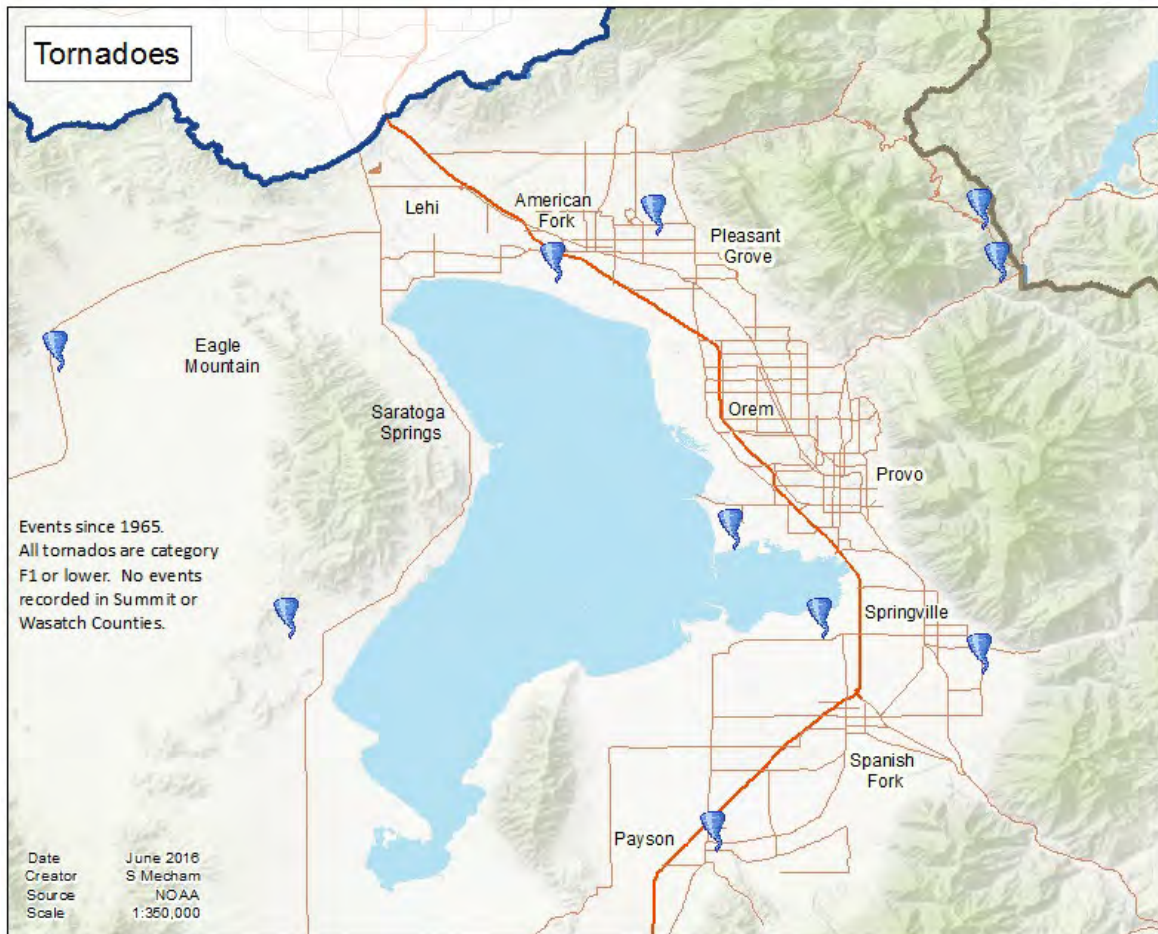 Tornadoes
Lehi
American
Fork
Pleasant
Grove
Eagle
Mountain
Saratoga
Springs
Orem
Provo
Events since 1965.
All tornados are category
F1 or lower.  No events
recorded in Summit or
Wasatch Counties.
Springville
Spanish
Fork
Payson
Date June 2016
Creator S Mecham
Source NOAA
Scale 1:350,000